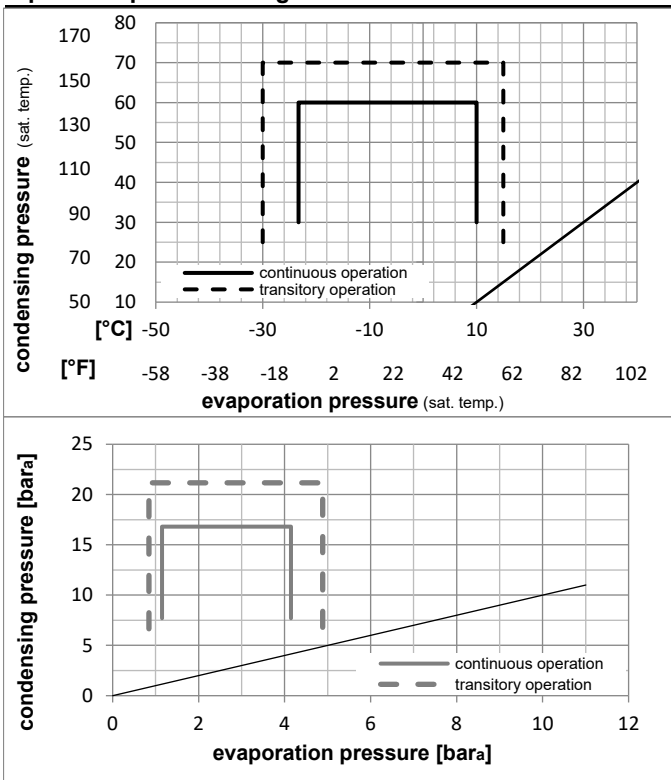 condensing pressure (sat. temp.)
170
150
130
110
90
70
50
80
70
60
50
40
30
20
10
continuous operation
transitory operation
[°C] -50 -30 -10 10 30
[°F] -58 -38 -18 2 22 42 62 82 102
evaporation pressure (sat. temp.)
condensing pressure [bara]
25
20
15
10
5
0
continuous operation
transitory operation
0 2 4 6 8 10 12
evaporation pressure [bara]